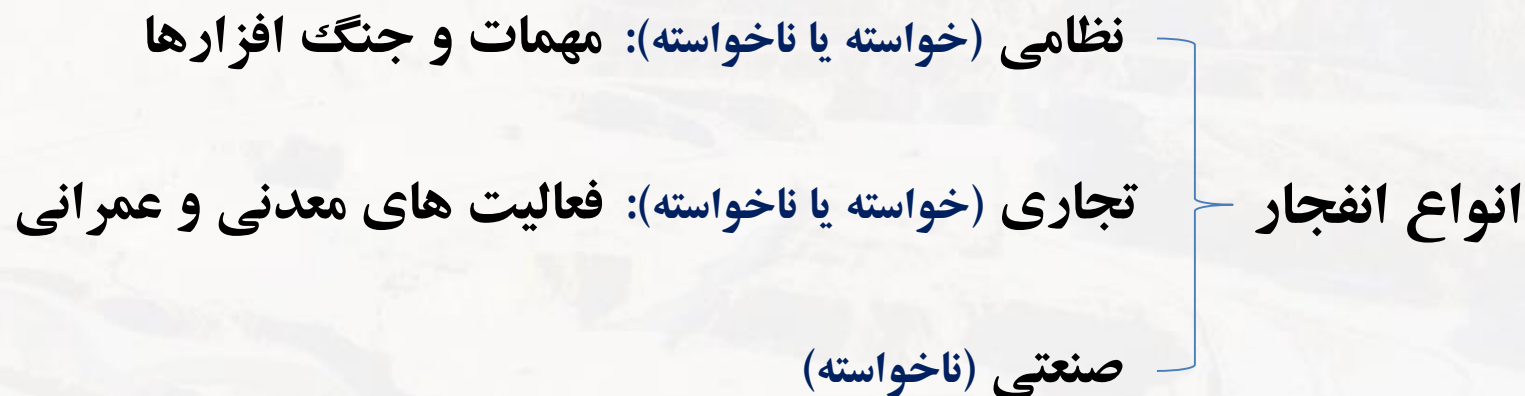 نظامی (خواسته یا ناخواسته): مهمات و جنگ افزارها
انواع انفجار
تجاری (خواسته یا ناخواسته): فعالیت های معدنی و عمرانی
صنعتی (ناخواسته)